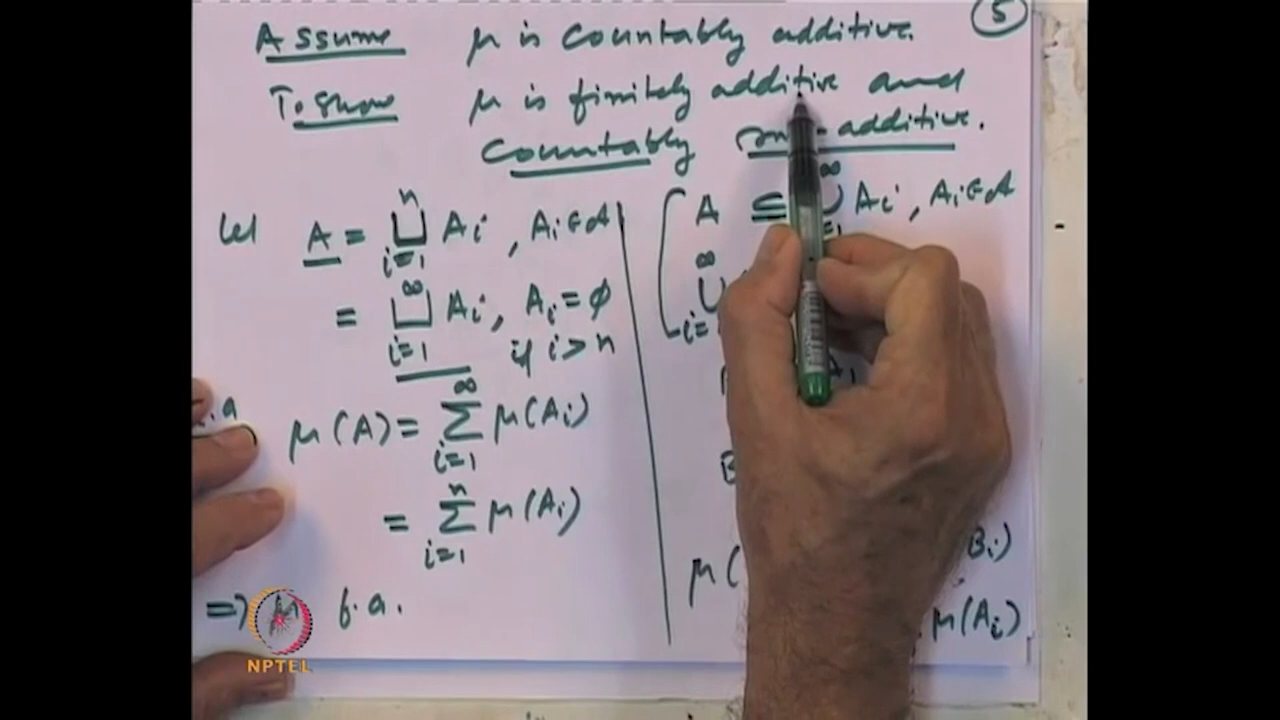 5
Assume μ is countably additive.
To show μ is finitely additive and
countably additive.
Let A = ⨆_{i=1}^{n} Ai , Ai ∈ 𝒜
= ⨆_{i=1}^{∞} Ai , Ai = φ
if i > n
μ(A) = Σ_{i=1}^{∞} μ(Ai)
= Σ_{i=1}^{n} μ(Ai)
⇒ f.a.
A ⊆ Ai , Ai ∈ 𝒜
μ(
Bi)
μ(Ai)
NPTEL